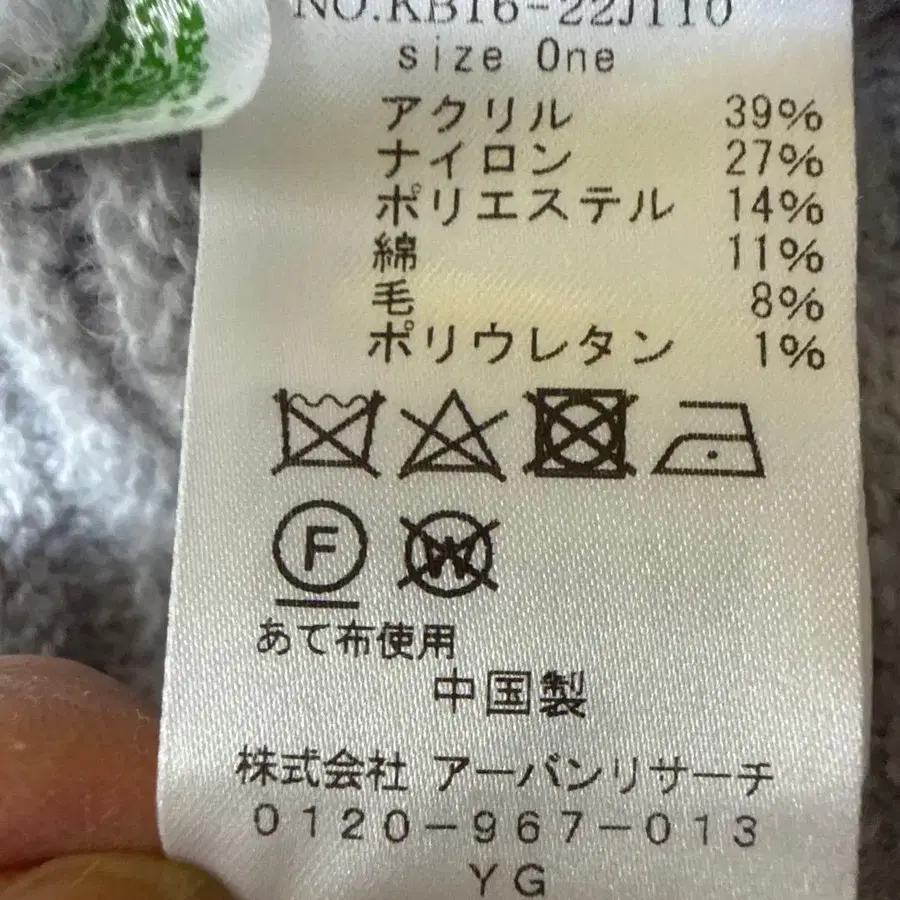 NO.KB16-22J110
size One
アクリル 39%
ナイロン 27%
ポリエステル 14%
綿 11%
毛 8%
ポリウレタン 1%
F W
あて布使用
中国製
株式会社 アーバンリサーチ
0120-967-013
YG